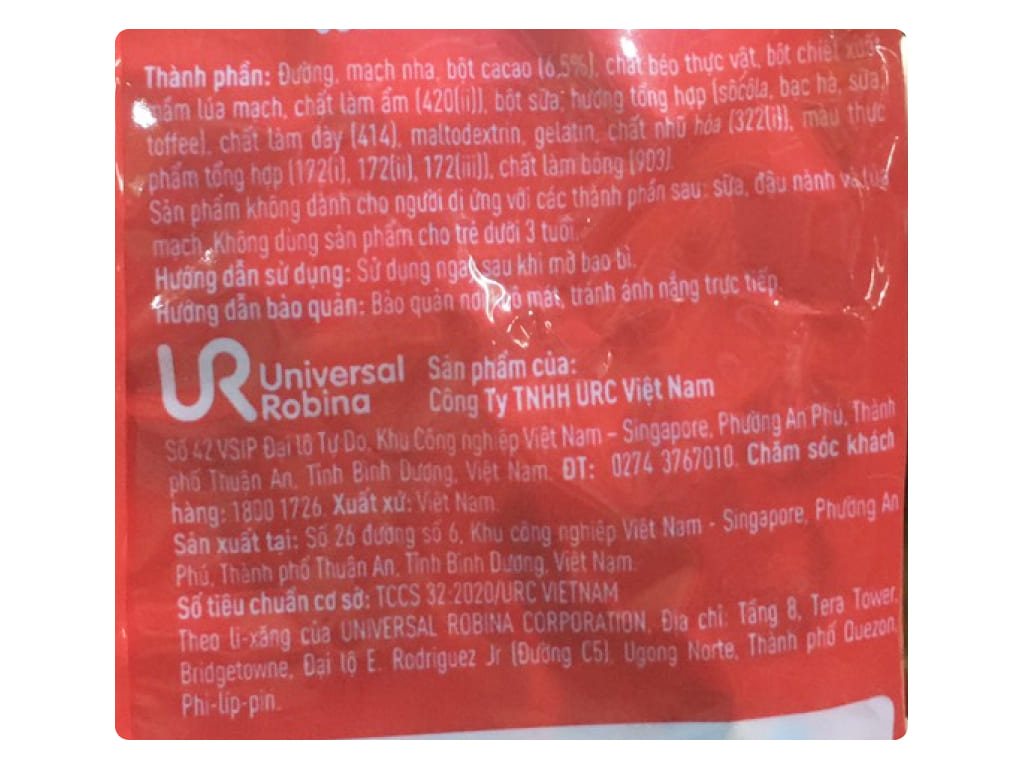 Thành phần: Đường, mạch nha, bột cacao (6,5%), chất béo thực vật, bột chiết xuất
mầm lúa mạch, chất làm ẩm (420(ii)), bột sữa, hương tổng hợp (sôcôla, bạc hà, sữa,
toffee), chất làm dày (414), maltodextrin, gelatin, chất nhũ hóa (322(i)), màu thực
phẩm tổng hợp (172(i), 172(ii), 172(iii)), chất làm bóng (903)
Sản phẩm không dành cho người dị ứng với các thành phần sau: sữa, đậu nành và lúa
mạch. Không dùng sản phẩm cho trẻ dưới 3 tuổi.
Hướng dẫn sử dụng: Sử dụng ngay sau khi mở bao bì.
Hướng dẫn bảo quản: Bảo quản nơi khô mát, tránh ánh nắng trực tiếp.
UR Universal Robina
Sản phẩm của:
Công Ty TNHH URC Việt Nam
Số 42 VSIP Đại lộ Tự Do, Khu Công nghiệp Việt Nam – Singapore, Phường An Phú, Thành
phố Thuận An, Tỉnh Bình Dương, Việt Nam. ĐT: 0274 3767010. Chăm sóc khách
hàng: 1800 1726. Xuất xứ: Việt Nam.
Sản xuất tại: Số 26 đường số 6, Khu công nghiệp Việt Nam - Singapore, Phường An
Phú, Thành phố Thuận An, Tỉnh Bình Dương, Việt Nam.
Số tiêu chuẩn cơ sở: TCCS 32:2020/URC VIETNAM
Theo li-xăng của UNIVERSAL ROBINA CORPORATION, Địa chỉ: Tầng 8, Tera Tower,
Bridgetowne, Đại lộ E. Rodriguez Jr (Đường C5), Ugong Norte, Thành phố Quezon,
Phi-líp-pin.